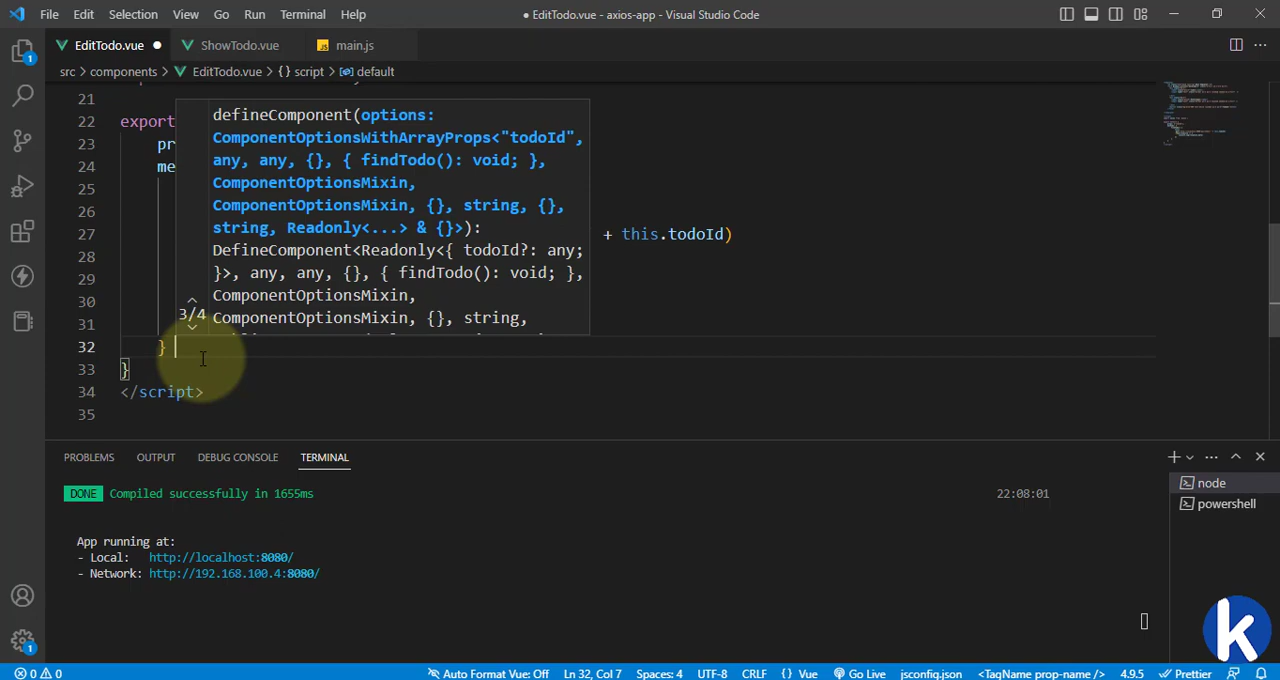 File Edit Selection View Go Run Terminal Help
● EditTodo.vue - axios-app - Visual Studio Code
EditTodo.vue ●
ShowTodo.vue
JS main.js
src > components > EditTodo.vue > {} script > default
21
22 export
23 pr
24 me
25
26
27 + this.todoId)
28
29
30
31
32 }
33 }
34 </script>
35
defineComponent(options:
ComponentOptionsWithArrayProps<"todoId",
any, any, {}, { findTodo(): void; },
ComponentOptionsMixin,
ComponentOptionsMixin, {}, string, {},
string, Readonly<...> & {}>):
DefineComponent<Readonly<{ todoId?: any;
}>, any, any, {}, { findTodo(): void; },
ComponentOptionsMixin,
3/4
ComponentOptionsMixin, {}, string,
PROBLEMS OUTPUT DEBUG CONSOLE TERMINAL
DONE Compiled successfully in 1655ms 22:08:01
App running at:
- Local: http://localhost:8080/
- Network: http://192.168.100.4:8080/
node
powershell
1
1
k
0 0 Auto Format Vue: Off Ln 32, Col 7 Spaces: 4 UTF-8 CRLF {} Vue Go Live jsconfig.json <TagName prop-name /> 4.9.5 Prettier